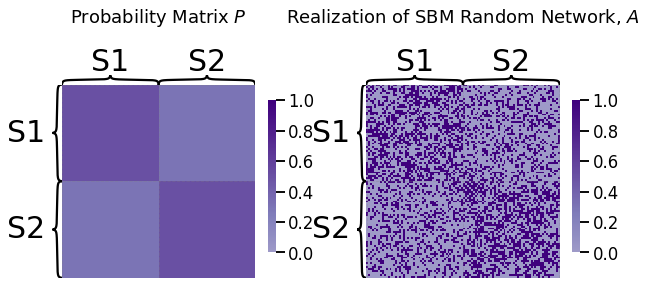 Probability Matrix P
Realization of SBM Random Network, A
S1 S2
S1
S2
1.0
0.8
0.6
0.4
0.2
0.0
S1 S2
S1
S2
1.0
0.8
0.6
0.4
0.2
0.0